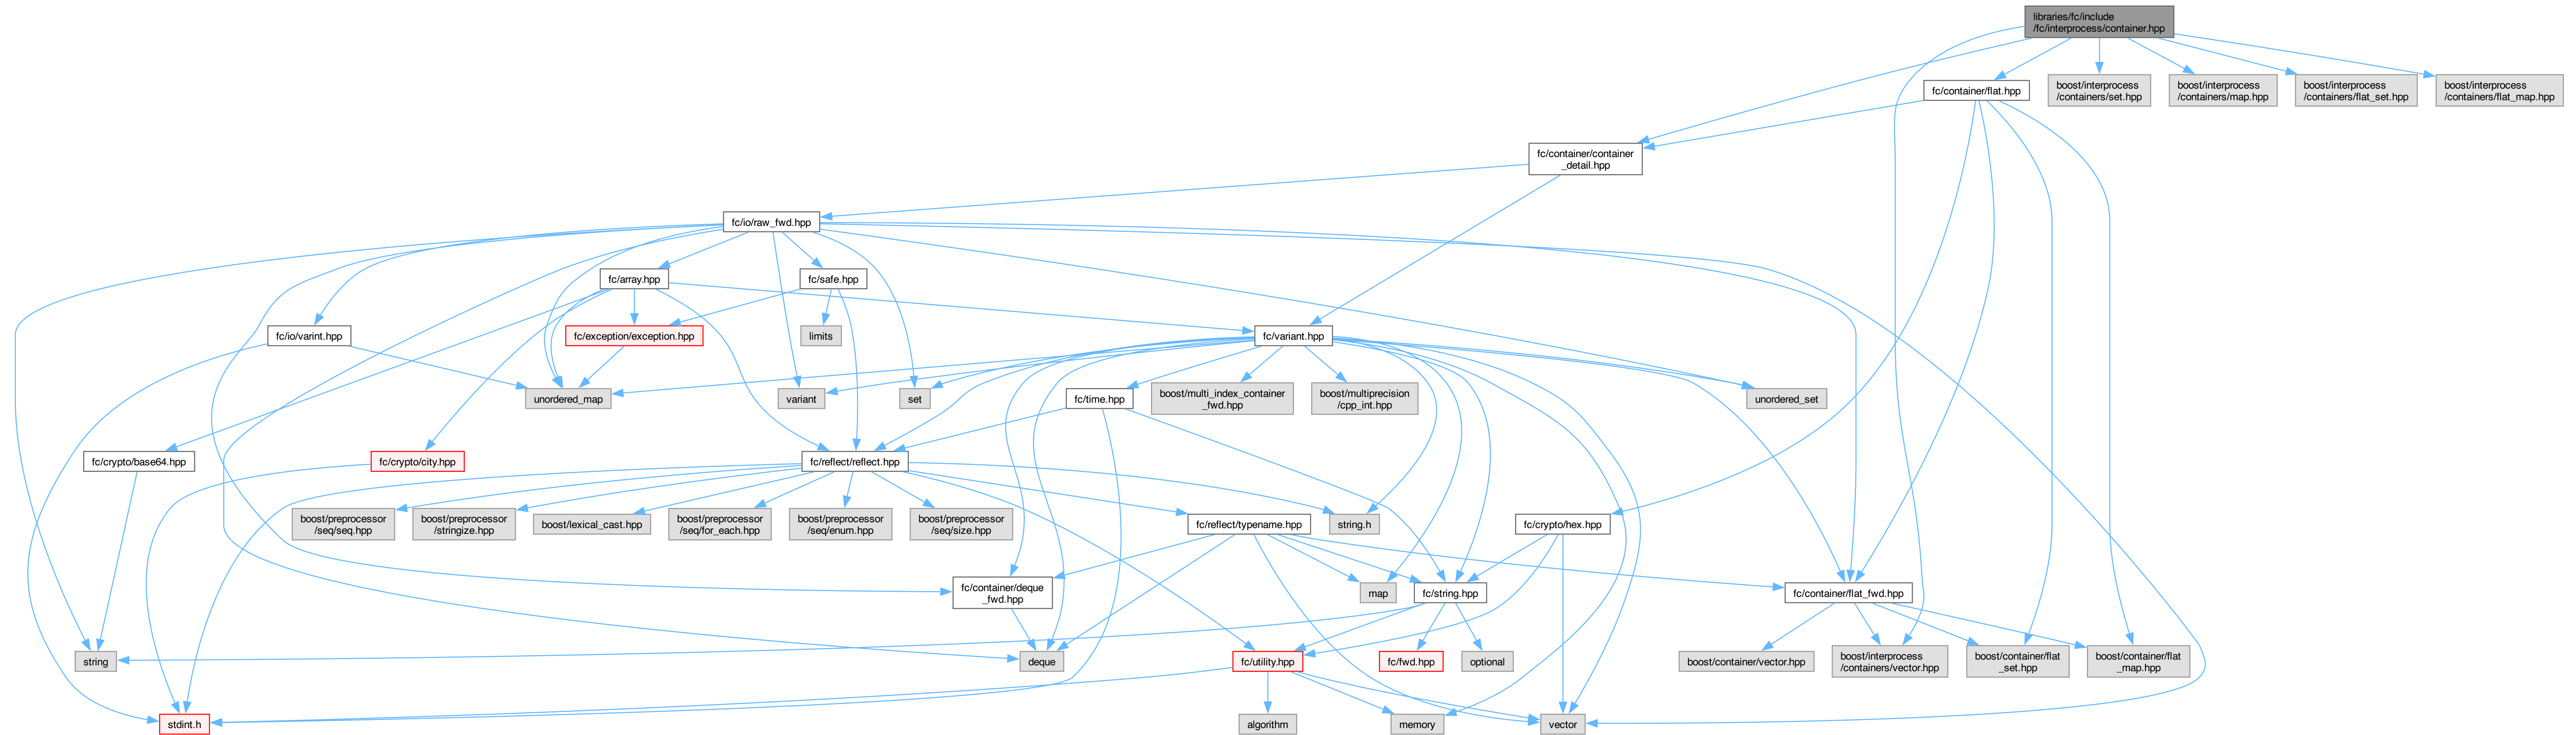 libraries/fc/include
/fc/interprocess/container.hpp
fc/container/flat.hpp
boost/interprocess
/containers/set.hpp
boost/interprocess
/containers/map.hpp
boost/interprocess
/containers/flat_set.hpp
boost/interprocess
/containers/flat_map.hpp
fc/container/container
_detail.hpp
fc/io/raw_fwd.hpp
fc/array.hpp
fc/safe.hpp
fc/io/varint.hpp
fc/exception/exception.hpp
limits
fc/variant.hpp
unordered_map
variant
set
fc/time.hpp
boost/multi_index_container
_fwd.hpp
boost/multiprecision
/cpp_int.hpp
unordered_set
fc/crypto/base64.hpp
fc/crypto/city.hpp
fc/reflect/reflect.hpp
boost/preprocessor
/seq/seq.hpp
boost/preprocessor
/stringize.hpp
boost/lexical_cast.hpp
boost/preprocessor
/seq/for_each.hpp
boost/preprocessor
/seq/enum.hpp
boost/preprocessor
/seq/size.hpp
fc/reflect/typename.hpp
string.h
fc/crypto/hex.hpp
fc/container/deque
_fwd.hpp
map
fc/string.hpp
fc/container/flat_fwd.hpp
string
deque
fc/utility.hpp
fc/fwd.hpp
optional
boost/container/vector.hpp
boost/interprocess
/containers/vector.hpp
boost/container/flat
_set.hpp
boost/container/flat
_map.hpp
stdint.h
algorithm
memory
vector